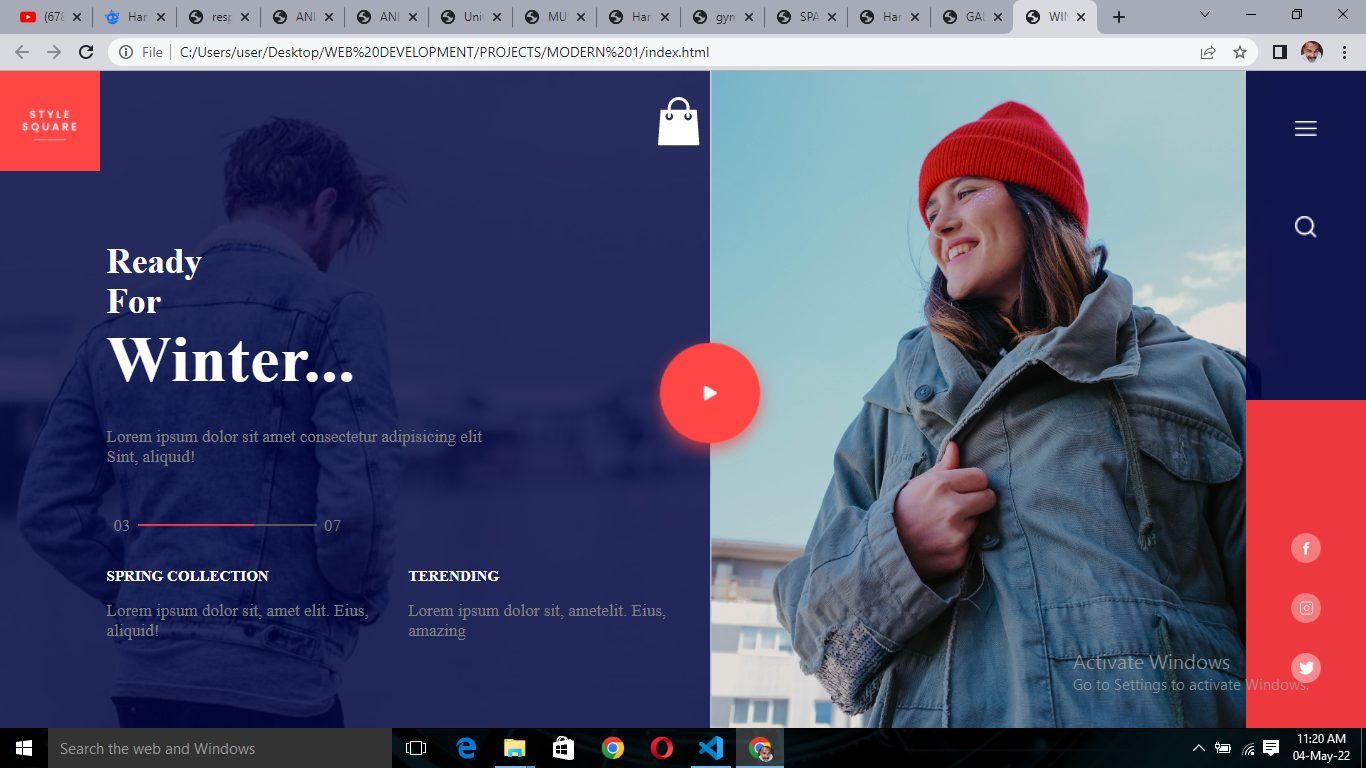 (678
Har
resp
ANI
ANI
Uni
MU
Har
gym
SPA
Har
GAL
WIN
File
C:/Users/user/Desktop/WEB%20DEVELOPMENT/PROJECTS/MODERN%201/index.html
STYLE
SQUARE
Ready
For
Winter...
Lorem ipsum dolor sit amet consectetur adipisicing elit
Sint, aliquid!
03
07
SPRING COLLECTION
TERENDING
Lorem ipsum dolor sit, amet elit. Eius,
aliquid!
Lorem ipsum dolor sit, ametelit. Eius,
amazing
Activate Windows
Go to Settings to activate Windows.
Search the web and Windows
11:20 AM
04-May-22